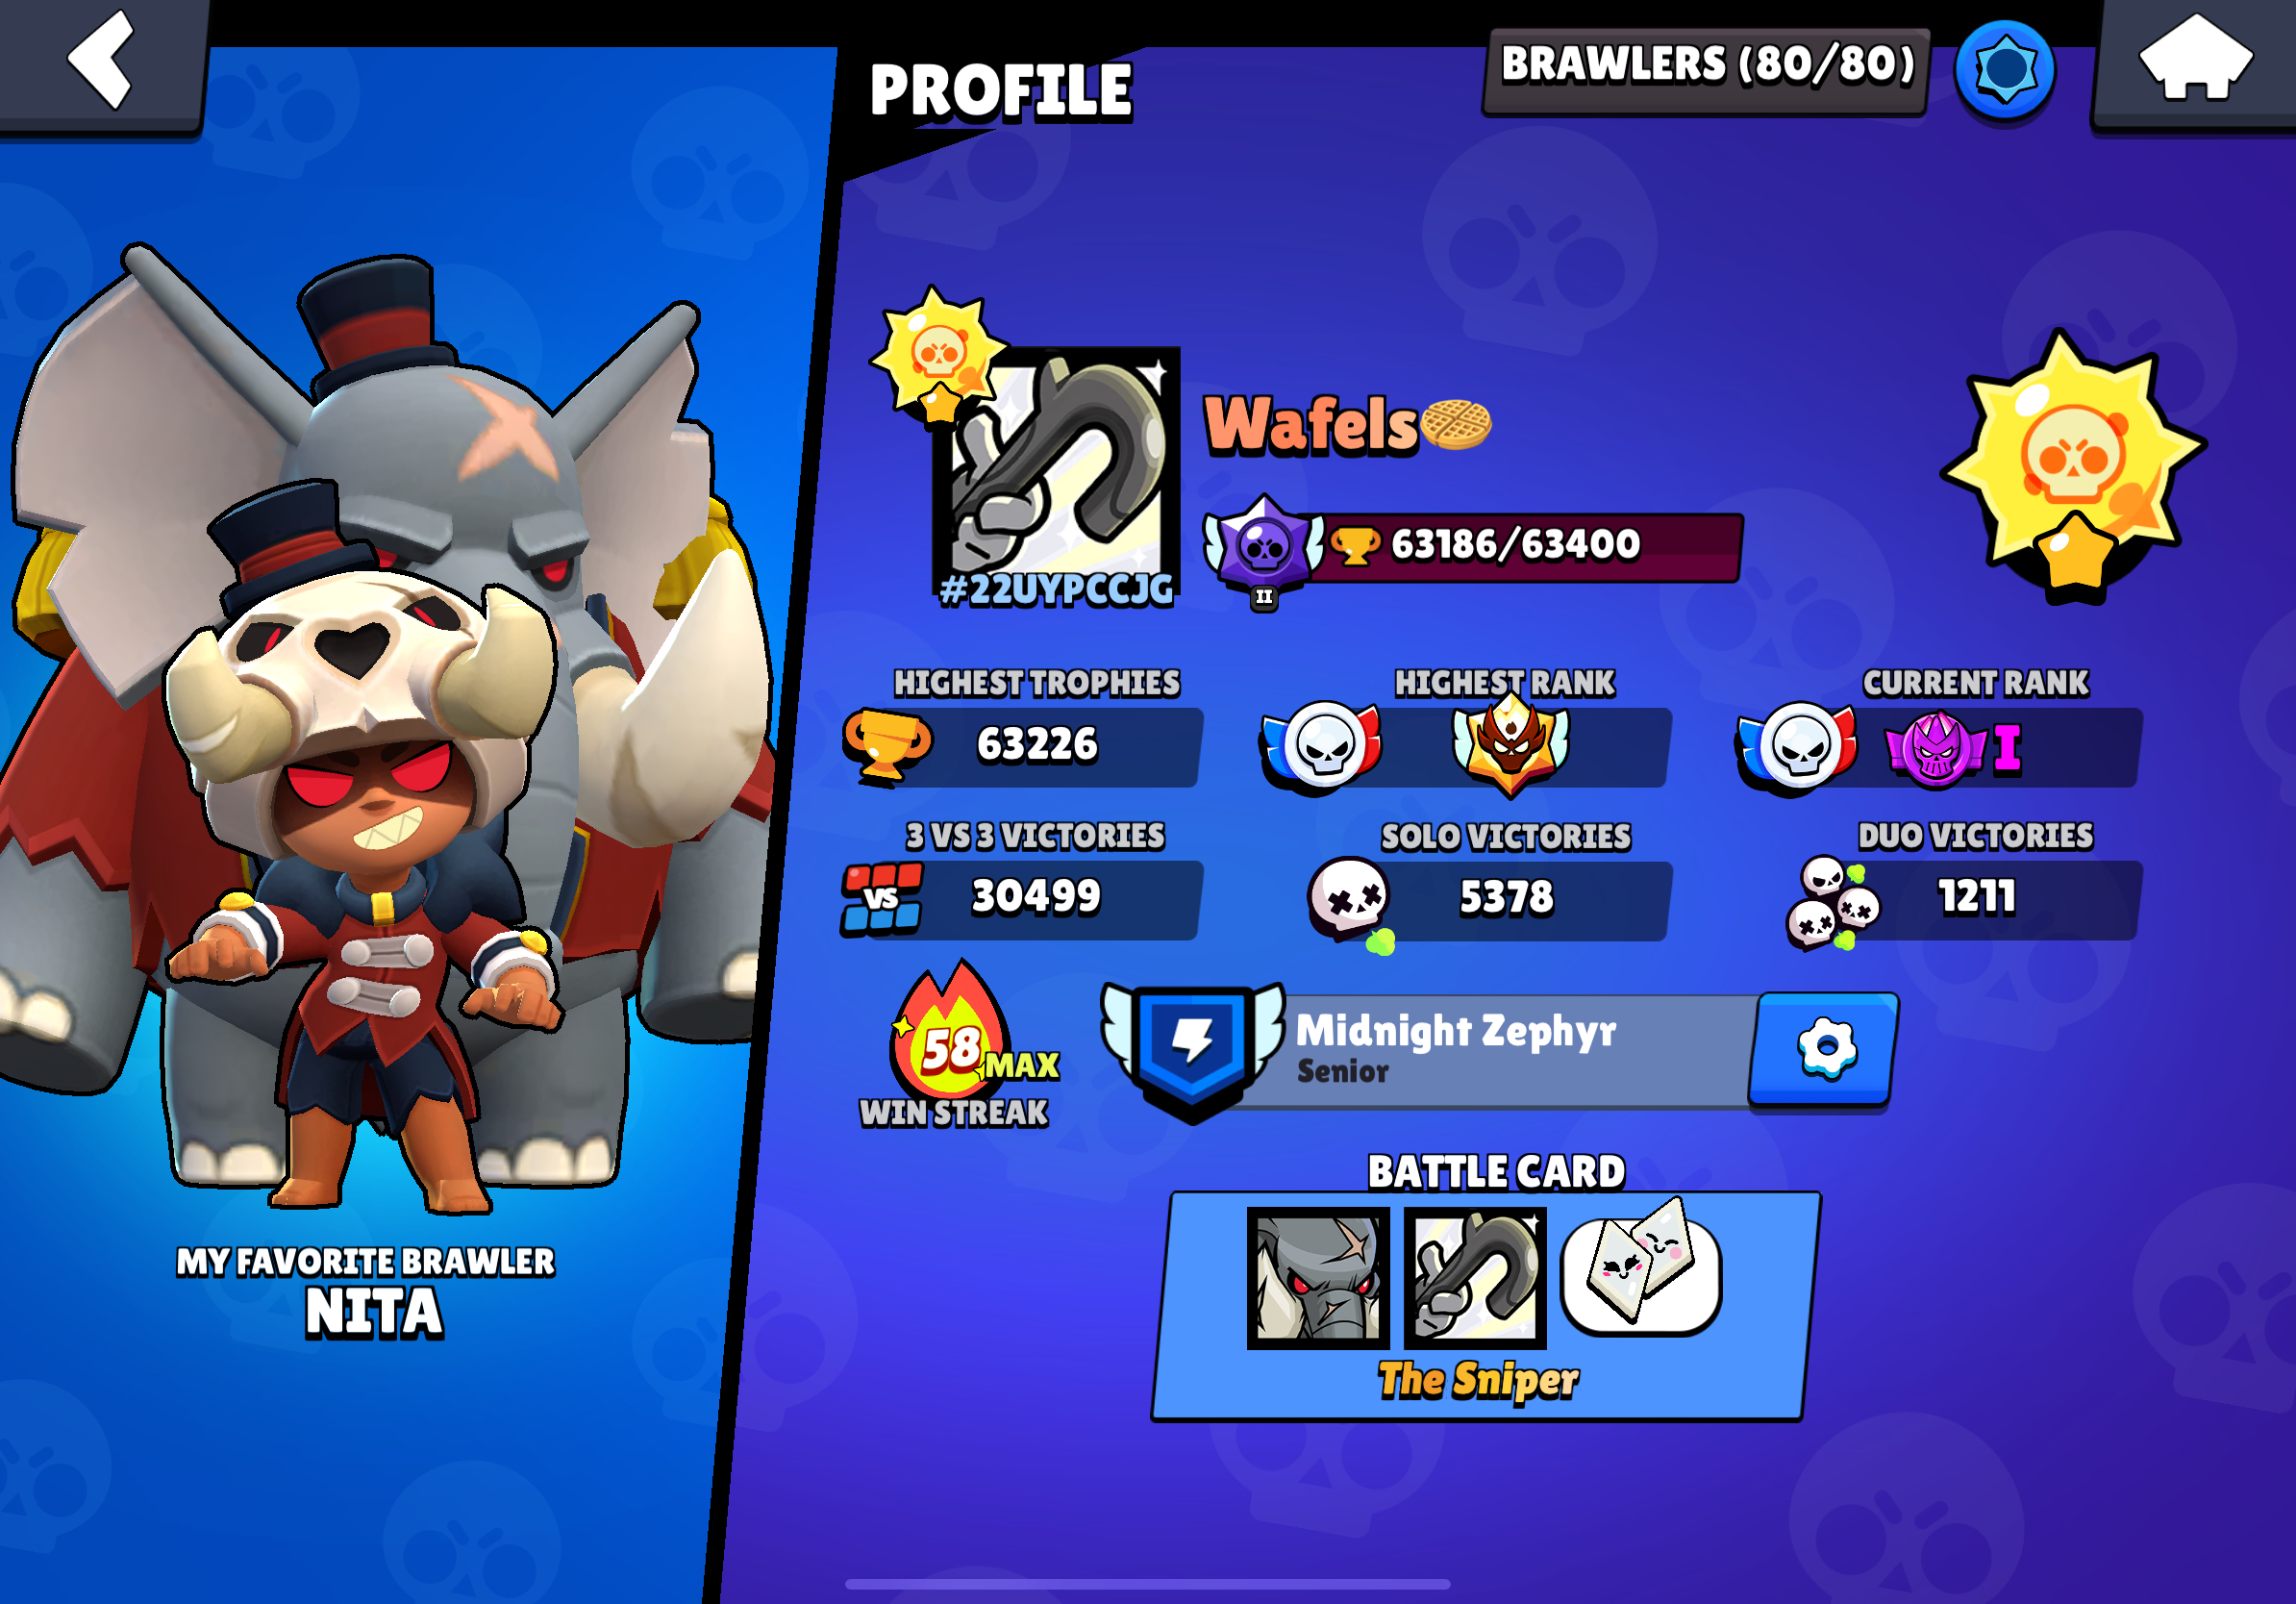 PROFILE
BRAWLERS (80/80)
Wafels🧇
63186/63400
II
#22UYPCCJG
HIGHEST TROPHIES
63226
HIGHEST RANK
CURRENT RANK
I
3 VS 3 VICTORIES
VS
30499
SOLO VICTORIES
5378
DUO VICTORIES
1211
58
MAX
WIN STREAK
Midnight Zephyr
Senior
BATTLE CARD
The Sniper
MY FAVORITE BRAWLER
NITA